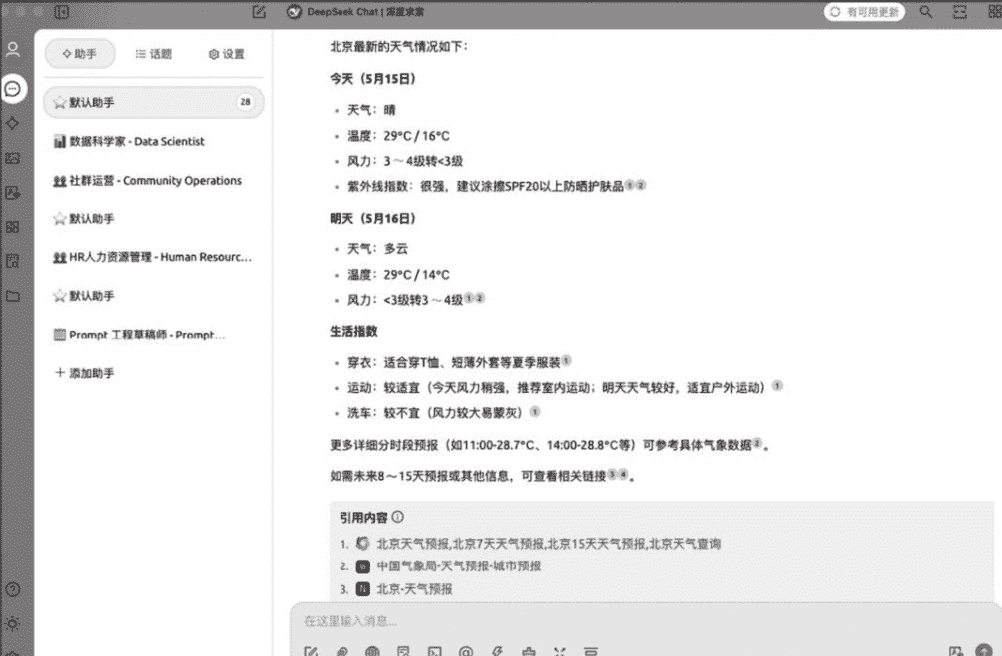 DeepSeek Chat | 深度求索
有可用更新
助手
话题
设置
默认助手
28
数据科学家 - Data Scientist
社群运营 - Community Operations
默认助手
HR人力资源管理 - Human Resourc...
默认助手
Prompt 工程草稿师 - Prompt...
+ 添加助手
北京最新的天气情况如下：
今天（5月15日）
• 天气：晴
• 温度：29°C / 16°C
• 风力：3～4级转<3级
• 紫外线指数：很强，建议涂擦SPF20以上防晒护肤品 1 2
明天（5月16日）
• 天气：多云
• 温度：29°C / 14°C
• 风力：<3级转3～4级 1 2
生活指数
• 穿衣：适合穿T恤、短薄外套等夏季服装 1
• 运动：较适宜（今天风力稍强，推荐室内运动；明天天气较好，适宜户外运动） 1
• 洗车：较不宜（风力较大易蒙灰） 1
更多详细分时段预报（如11:00-28.7°C、14:00-28.8°C等）可参考具体气象数据 2 。
如需未来8～15天预报或其他信息，可查看相关链接 3 4 。
引用内容
1. 北京天气预报,北京7天天气预报,北京15天天气预报,北京天气查询
2. 中国气象局-天气预报-城市预报
3. N 北京-天气预报
在这里输入消息...